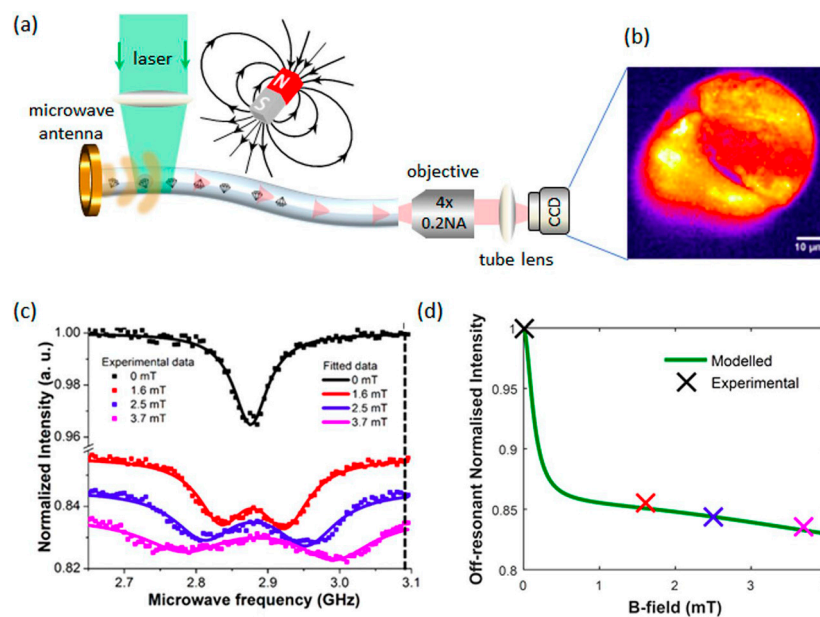 (a)
laser
microwave
antenna
N
S
objective
4x
0.2NA
CCD
tube lens
(b)
10 µm
(c)
Normalized Intensity (a. u.)
1.00
0.98
0.96
0.84
0.82
Experimental data
0 mT
1.6 mT
2.5 mT
3.7 mT
Fitted data
0 mT
1.6 mT
2.5 mT
3.7 mT
2.7 2.8 2.9 3.0 3.1
Microwave frequency (GHz)
(d)
Off-resonant Normalised Intensity
1
0.95
0.9
0.85
0.8
Modelled
Experimental
0 1 2 3 4
B-field (mT)